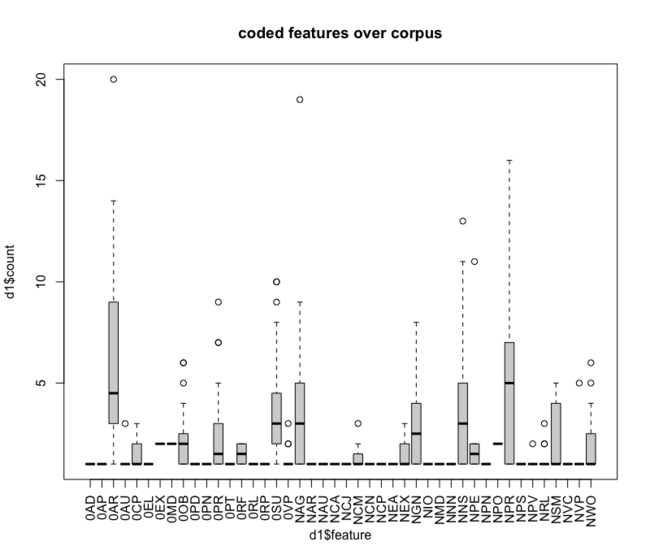 coded features over corpus
d1$count
20
15
10
5
0AD
0AP
0AR
0AU
0CP
0EL
0EX
0MD
0OB
0PD
0PN
0PR
0PT
0RF
0RL
0RP
0SU
0VP
NAG
NAR
NAU
NCA
NCJ
NCM
NCN
NCP
NEA
NEX
NGN
NIO
NMD
NNN
NNS
NPE
NPN
NPO
NPR
NPS
NPV
NRL
NSM
NVC
NVP
NWO
d1$feature